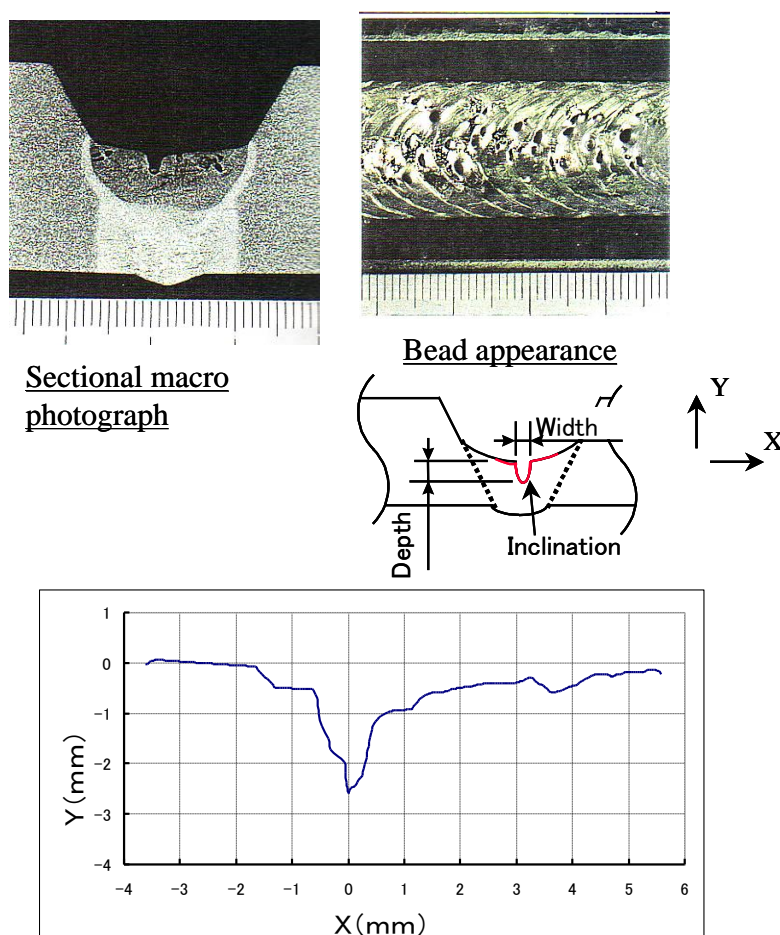 Bead appearance
Sectional macro
photograph
Y
X
Width
Depth
Inclination
1
0
-1
-2
-3
-4
Y(mm)
-4 -3 -2 -1 0 1 2 3 4 5 6
X(mm)